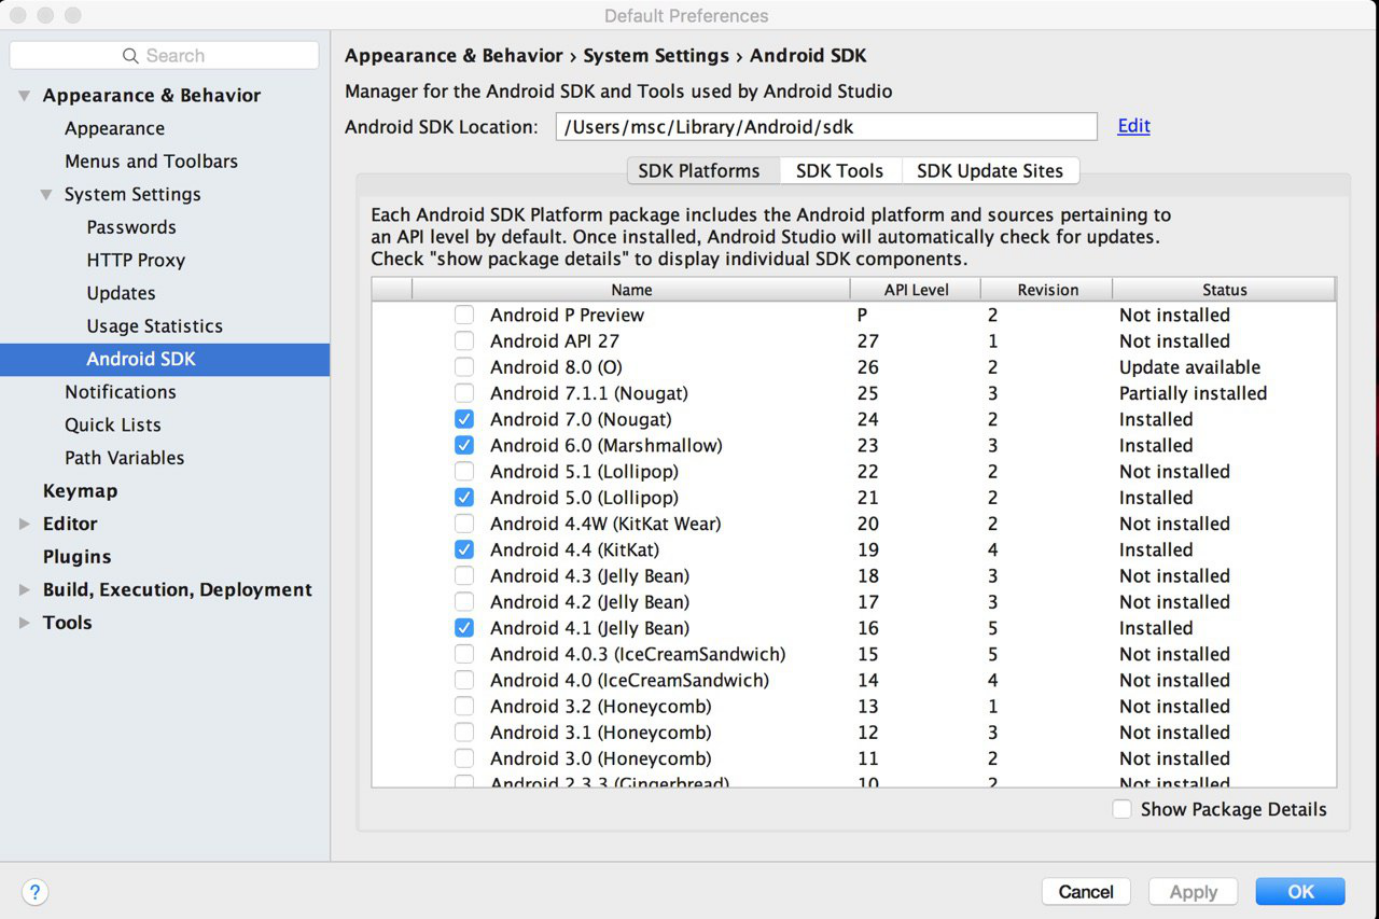 Default Preferences
Search
Appearance & Behavior
Appearance
Menus and Toolbars
System Settings
Passwords
HTTP Proxy
Updates
Usage Statistics
Android SDK
Notifications
Quick Lists
Path Variables
Keymap
Editor
Plugins
Build, Execution, Deployment
Tools
Appearance & Behavior › System Settings › Android SDK
Manager for the Android SDK and Tools used by Android Studio
Android SDK Location: /Users/msc/Library/Android/sdk Edit
SDK Platforms SDK Tools SDK Update Sites
Each Android SDK Platform package includes the Android platform and sources pertaining to
an API level by default. Once installed, Android Studio will automatically check for updates.
Check "show package details" to display individual SDK components.
Name API Level Revision Status
Android P Preview P 2 Not installed
Android API 27 27 1 Not installed
Android 8.0 (O) 26 2 Update available
Android 7.1.1 (Nougat) 25 3 Partially installed
Android 7.0 (Nougat) 24 2 Installed
Android 6.0 (Marshmallow) 23 3 Installed
Android 5.1 (Lollipop) 22 2 Not installed
Android 5.0 (Lollipop) 21 2 Installed
Android 4.4W (KitKat Wear) 20 2 Not installed
Android 4.4 (KitKat) 19 4 Installed
Android 4.3 (Jelly Bean) 18 3 Not installed
Android 4.2 (Jelly Bean) 17 3 Not installed
Android 4.1 (Jelly Bean) 16 5 Installed
Android 4.0.3 (IceCreamSandwich) 15 5 Not installed
Android 4.0 (IceCreamSandwich) 14 4 Not installed
Android 3.2 (Honeycomb) 13 1 Not installed
Android 3.1 (Honeycomb) 12 3 Not installed
Android 3.0 (Honeycomb) 11 2 Not installed
Android 2.3.3 (Gingerbread) 10 2 Not installed
Show Package Details
? Cancel Apply OK